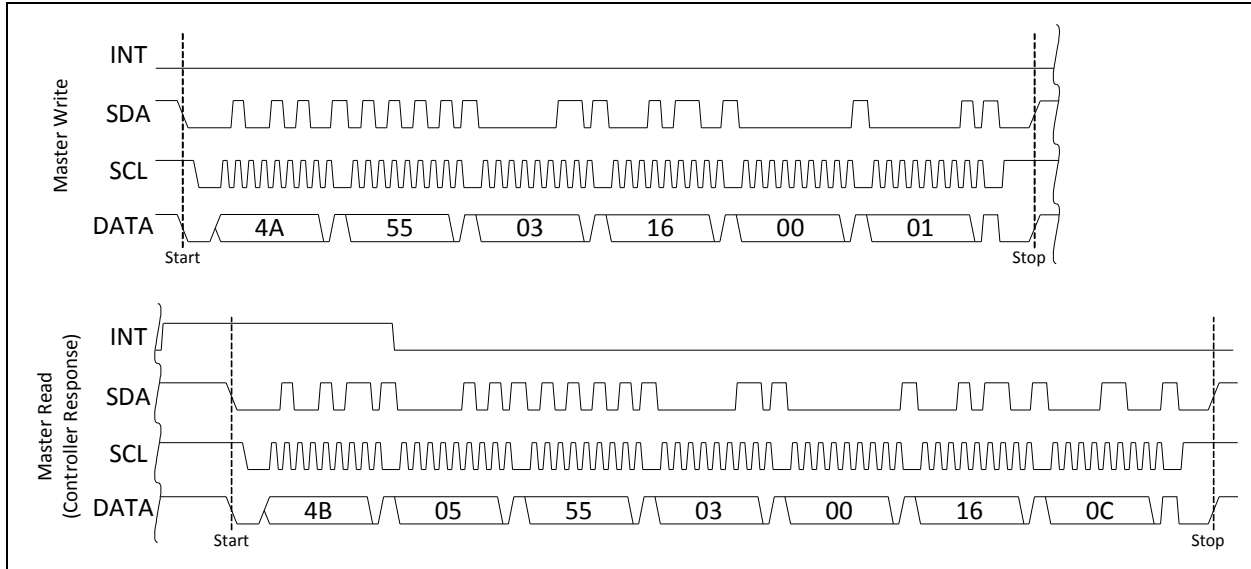 Master Write
INT
SDA
SCL
DATA 4A 55 03 16 00 01
Start Stop
Master Read
(Controller Response)
INT
SDA
SCL
DATA 4B 05 55 03 00 16 0C
Start Stop